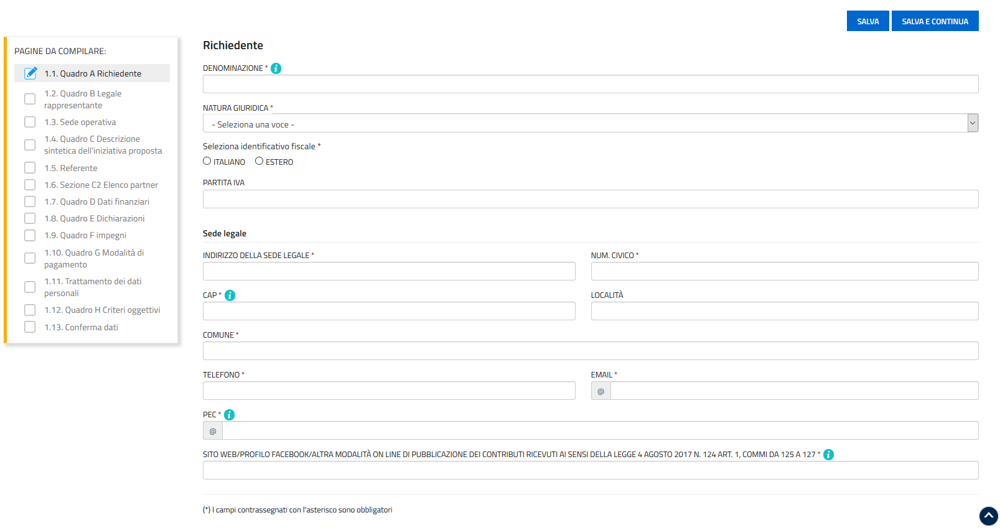 SALVA
SALVA E CONTINUA
PAGINE DA COMPILARE:
1.1. Quadro A Richiedente
1.2. Quadro B Legale
rappresentante
1.3. Sede operativa
1.4. Quadro C Descrizione
sintetica dell'iniziativa proposta
1.5. Referente
1.6. Sezione C2 Elenco partner
1.7. Quadro D Dati finanziari
1.8. Quadro E Dichiarazioni
1.9. Quadro F impegni
1.10. Quadro G Modalità di
pagamento
1.11. Trattamento dei dati
personali
1.12. Quadro H Criteri oggettivi
1.13. Conferma dati
Richiedente
DENOMINAZIONE * i
NATURA GIURIDICA *
- Seleziona una voce -
Seleziona identificativo fiscale *
ITALIANO ESTERO
PARTITA IVA
Sede legale
INDIRIZZO DELLA SEDE LEGALE *
NUM. CIVICO *
CAP * i
LOCALITÀ
COMUNE *
TELEFONO *
EMAIL *
@
PEC * i
@
SITO WEB/PROFILO FACEBOOK/ALTRA MODALITÀ ON LINE DI PUBBLICAZIONE DEI CONTRIBUTI RICEVUTI AI SENSI DELLA LEGGE 4 AGOSTO 2017 N. 124 ART. 1, COMMI DA 125 A 127 * i
(*) I campi contrassegnati con l'asterisco sono obbligatori